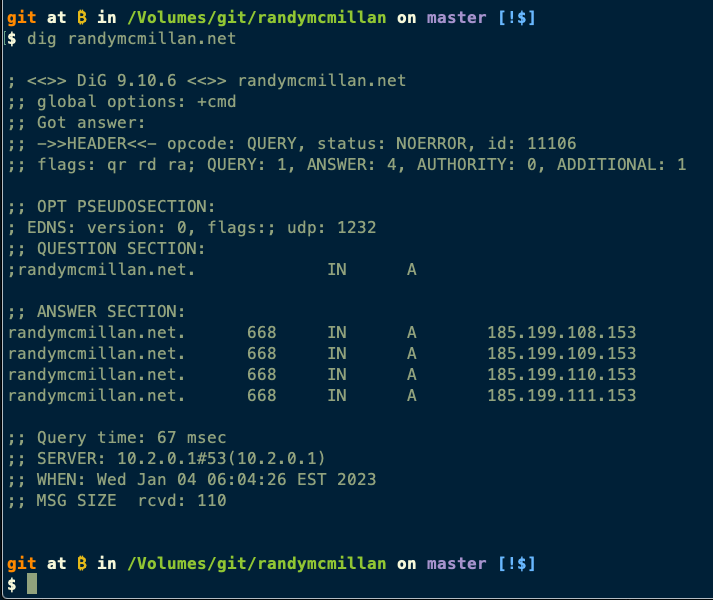 git at ₿ in /Volumes/git/randymcmillan on master [!$]
$ dig randymcmillan.net
; <<>> DiG 9.10.6 <<>> randymcmillan.net
;; global options: +cmd
;; Got answer:
;; ->>HEADER<<- opcode: QUERY, status: NOERROR, id: 11106
;; flags: qr rd ra; QUERY: 1, ANSWER: 4, AUTHORITY: 0, ADDITIONAL: 1
;; OPT PSEUDOSECTION:
; EDNS: version: 0, flags:; udp: 1232
;; QUESTION SECTION:
;randymcmillan.net. IN A
;; ANSWER SECTION:
randymcmillan.net. 668 IN A 185.199.108.153
randymcmillan.net. 668 IN A 185.199.109.153
randymcmillan.net. 668 IN A 185.199.110.153
randymcmillan.net. 668 IN A 185.199.111.153
;; Query time: 67 msec
;; SERVER: 10.2.0.1#53(10.2.0.1)
;; WHEN: Wed Jan 04 06:04:26 EST 2023
;; MSG SIZE  rcvd: 110
git at ₿ in /Volumes/git/randymcmillan on master [!$]
$